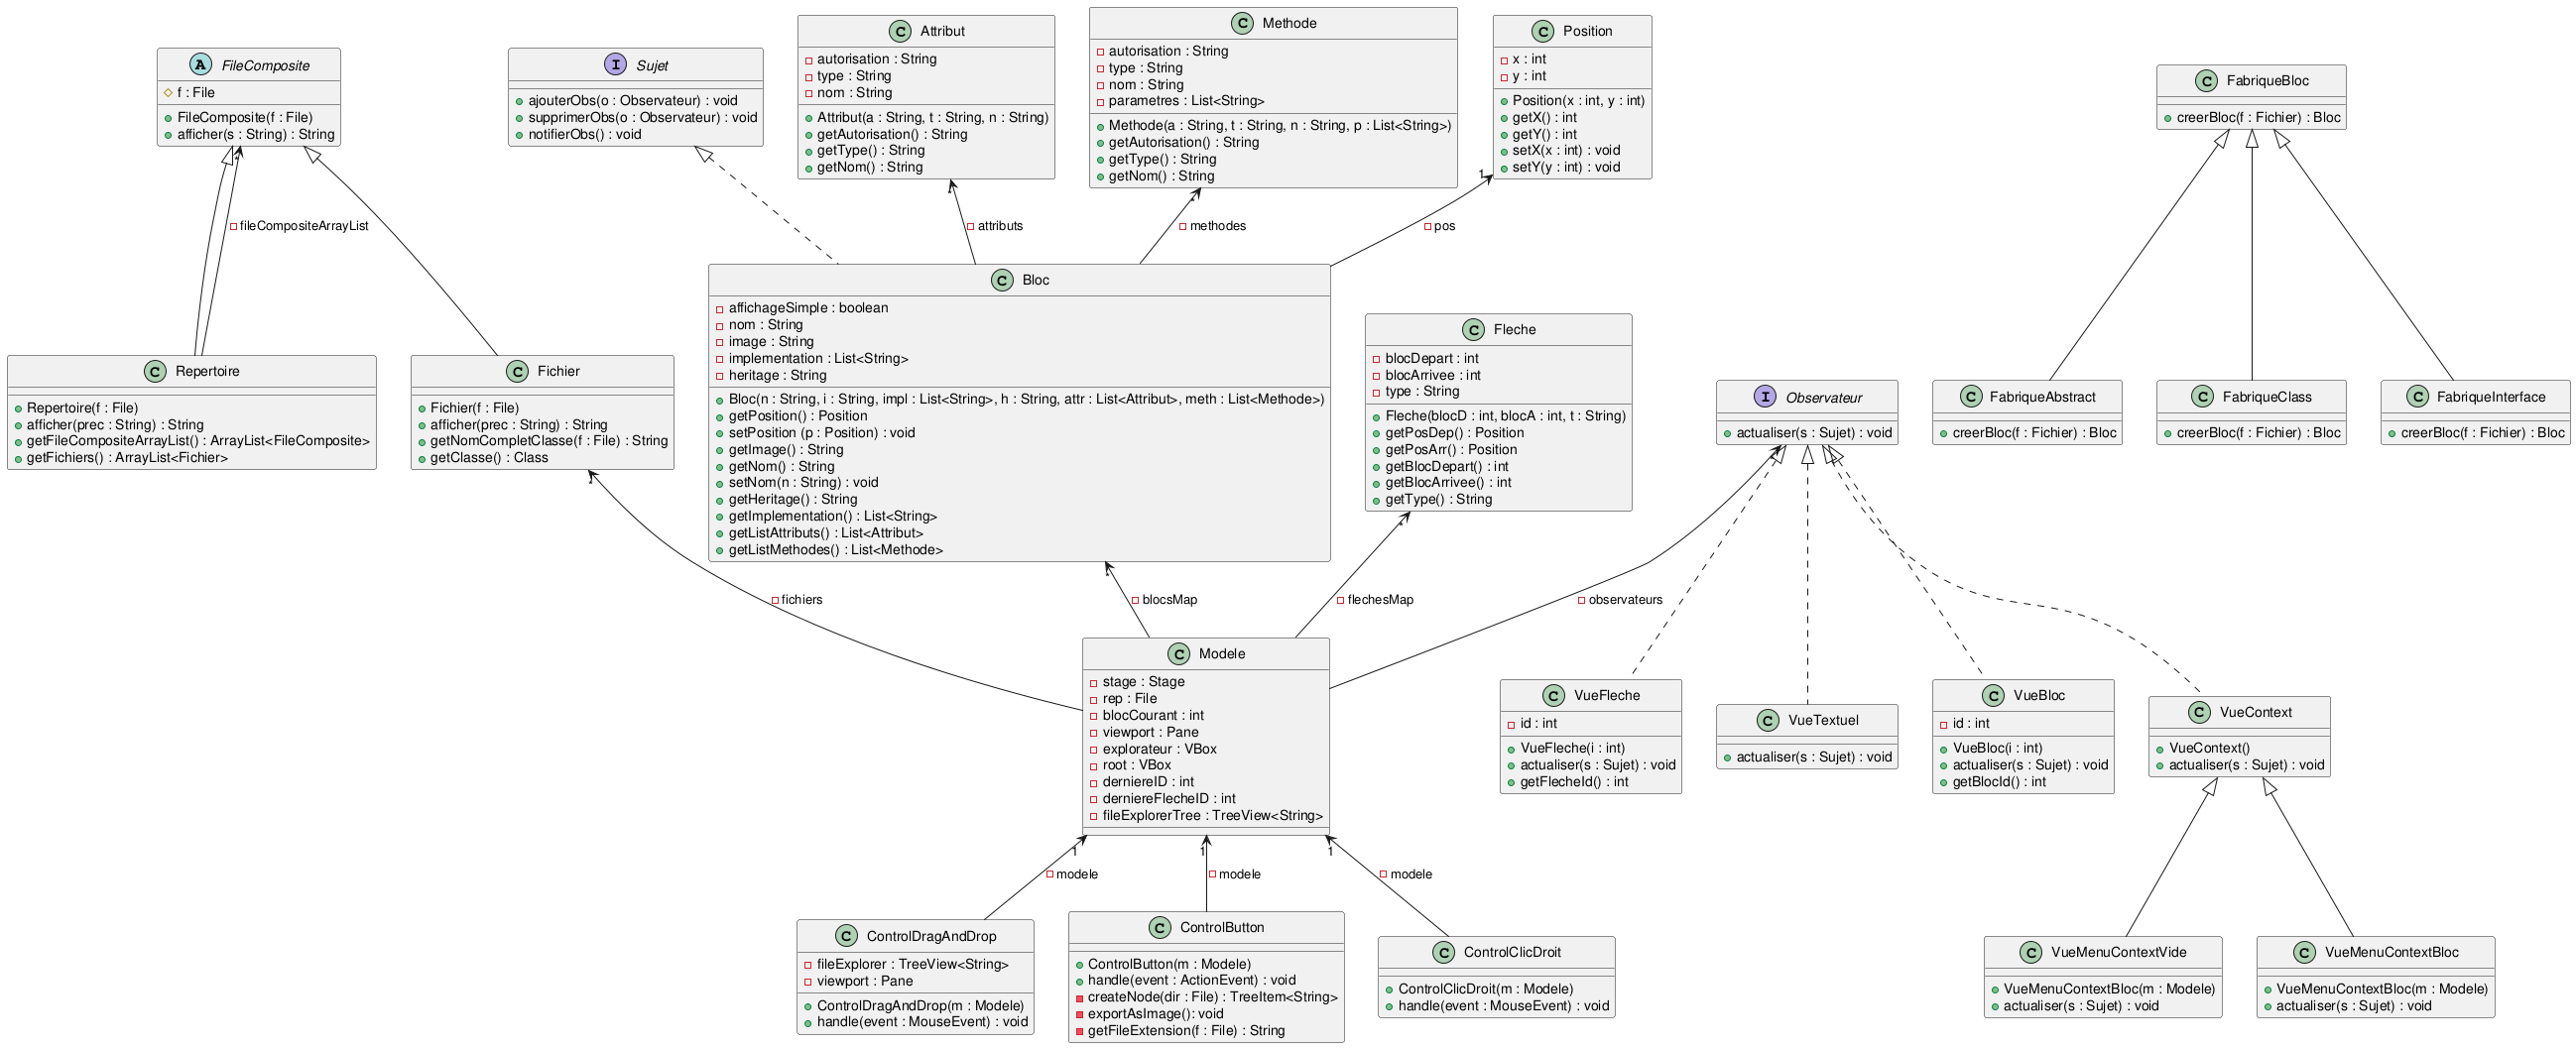 FileComposite
f : File
FileComposite(f : File)
afficher(s : String) : String
Sujet
ajouterObs(o : Observateur) : void
supprimerObs(o : Observateur) : void
notifierObs() : void
Attribut
autorisation : String
type : String
nom : String
Attribut(a : String, t : String, n : String)
getAutorisation() : String
getType() : String
getNom() : String
Methode
autorisation : String
type : String
nom : String
parametres : List<String>
Methode(a : String, t : String, n : String, p : List<String>)
getAutorisation() : String
getType() : String
getNom() : String
Position
x : int
y : int
Position(x : int, y : int)
getX() : int
getY() : int
setX(x : int) : void
setY(y : int) : void
FabriqueBloc
creerBloc(f : Fichier) : Bloc
*
fileCompositeArrayList
*
attributs
*
methodes
1
pos
Repertoire
Repertoire(f : File)
afficher(prec : String) : String
getFileCompositeArrayList() : ArrayList<FileComposite>
getFichiers() : ArrayList<Fichier>
Fichier
Fichier(f : File)
afficher(prec : String) : String
getNomCompletClasse(f : File) : String
getClasse() : Class
Bloc
affichageSimple : boolean
nom : String
image : String
implementation : List<String>
heritage : String
Bloc(n : String, i : String, impl : List<String>, h : String, attr : List<Attribut>, meth : List<Methode>)
getPosition() : Position
setPosition (p : Position) : void
getImage() : String
getNom() : String
setNom(n : String) : void
getHeritage() : String
getImplementation() : List<String>
getListAttributs() : List<Attribut>
getListMethodes() : List<Methode>
Fleche
blocDepart : int
blocArrivee : int
type : String
Fleche(blocD : int, blocA : int, t : String)
getPosDep() : Position
getPosArr() : Position
getBlocDepart() : int
getBlocArrivee() : int
getType() : String
Observateur
actualiser(s : Sujet) : void
FabriqueAbstract
creerBloc(f : Fichier) : Bloc
FabriqueClass
creerBloc(f : Fichier) : Bloc
FabriqueInterface
creerBloc(f : Fichier) : Bloc
*
fichiers
*
blocsMap
*
flechesMap
*
observateurs
Modele
stage : Stage
rep : File
blocCourant : int
viewport : Pane
explorateur : VBox
root : VBox
derniereID : int
derniereFlecheID : int
fileExplorerTree : TreeView<String>
VueFleche
id : int
VueFleche(i : int)
actualiser(s : Sujet) : void
getFlecheId() : int
VueTextuel
actualiser(s : Sujet) : void
VueBloc
id : int
VueBloc(i : int)
actualiser(s : Sujet) : void
getBlocId() : int
VueContext
VueContext()
actualiser(s : Sujet) : void
1
modele
1
modele
1
modele
ControlDragAndDrop
fileExplorer : TreeView<String>
viewport : Pane
ControlDragAndDrop(m : Modele)
handle(event : MouseEvent) : void
ControlButton
ControlButton(m : Modele)
handle(event : ActionEvent) : void
createNode(dir : File) : TreeItem<String>
exportAsImage(): void
getFileExtension(f : File) : String
ControlClicDroit
ControlClicDroit(m : Modele)
handle(event : MouseEvent) : void
VueMenuContextVide
VueMenuContextBloc(m : Modele)
actualiser(s : Sujet) : void
VueMenuContextBloc
VueMenuContextBloc(m : Modele)
actualiser(s : Sujet) : void